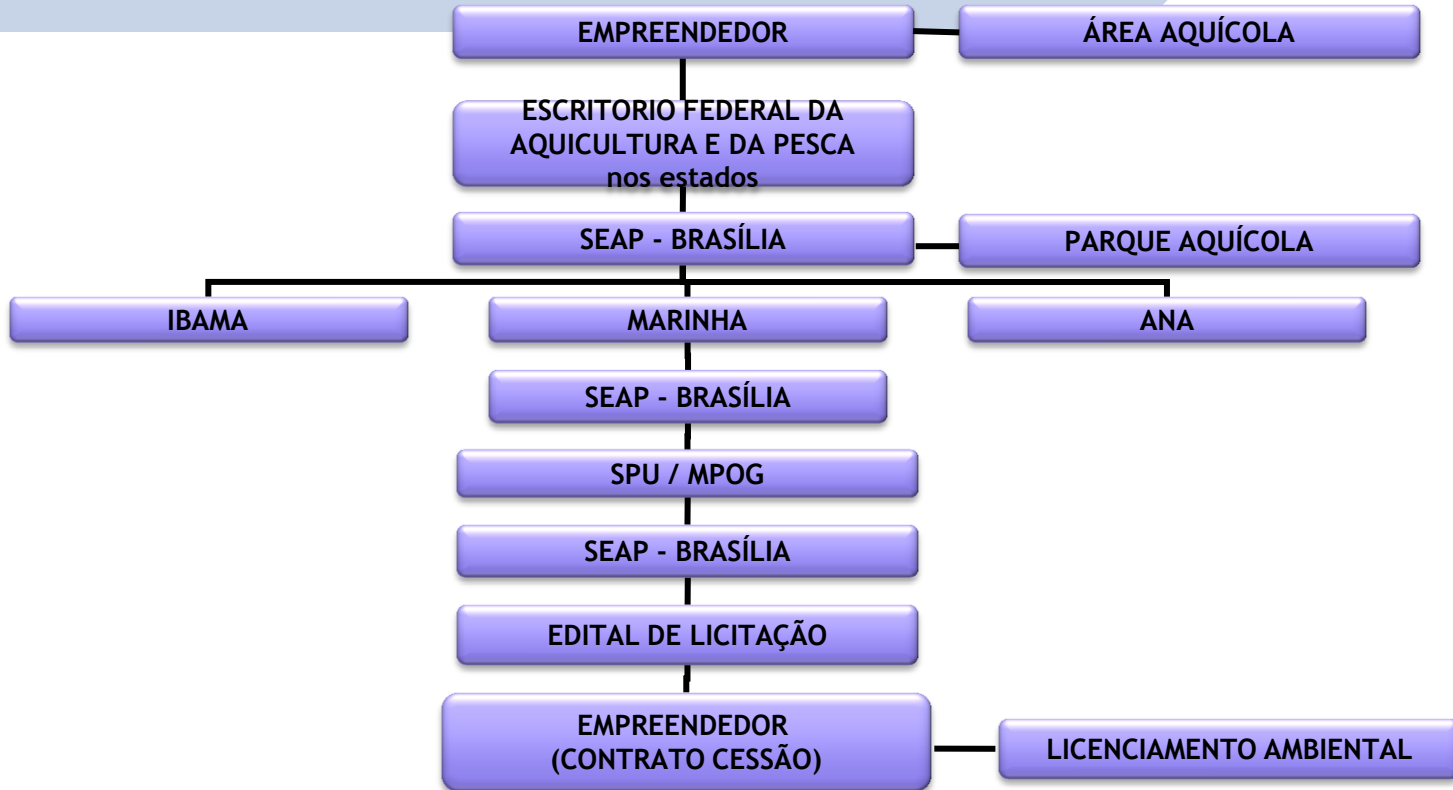 EMPREENDEDOR
ÁREA AQUÍCOLA
ESCRITORIO FEDERAL DA
AQUICULTURA E DA PESCA
nos estados
SEAP - BRASÍLIA
PARQUE AQUÍCOLA
IBAMA
MARINHA
ANA
SEAP - BRASÍLIA
SPU / MPOG
SEAP - BRASÍLIA
EDITAL DE LICITAÇÃO
EMPREENDEDOR
(CONTRATO CESSÃO)
LICENCIAMENTO AMBIENTAL